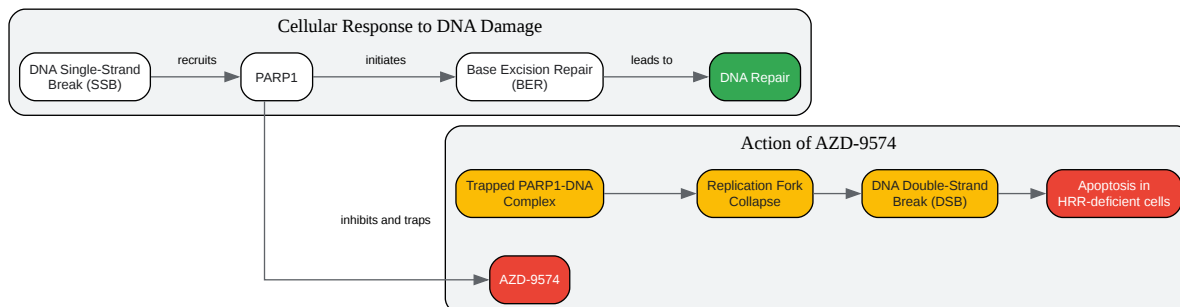 Cellular Response to DNA Damage
DNA Single-Strand
Break (SSB)
recruits
PARP1
initiates
Base Excision Repair
(BER)
leads to
DNA Repair
Action of AZD-9574
Trapped PARP1-DNA
Complex
Replication Fork
Collapse
DNA Double-Strand
Break (DSB)
Apoptosis in
HRR-deficient cells
inhibits and traps
AZD-9574